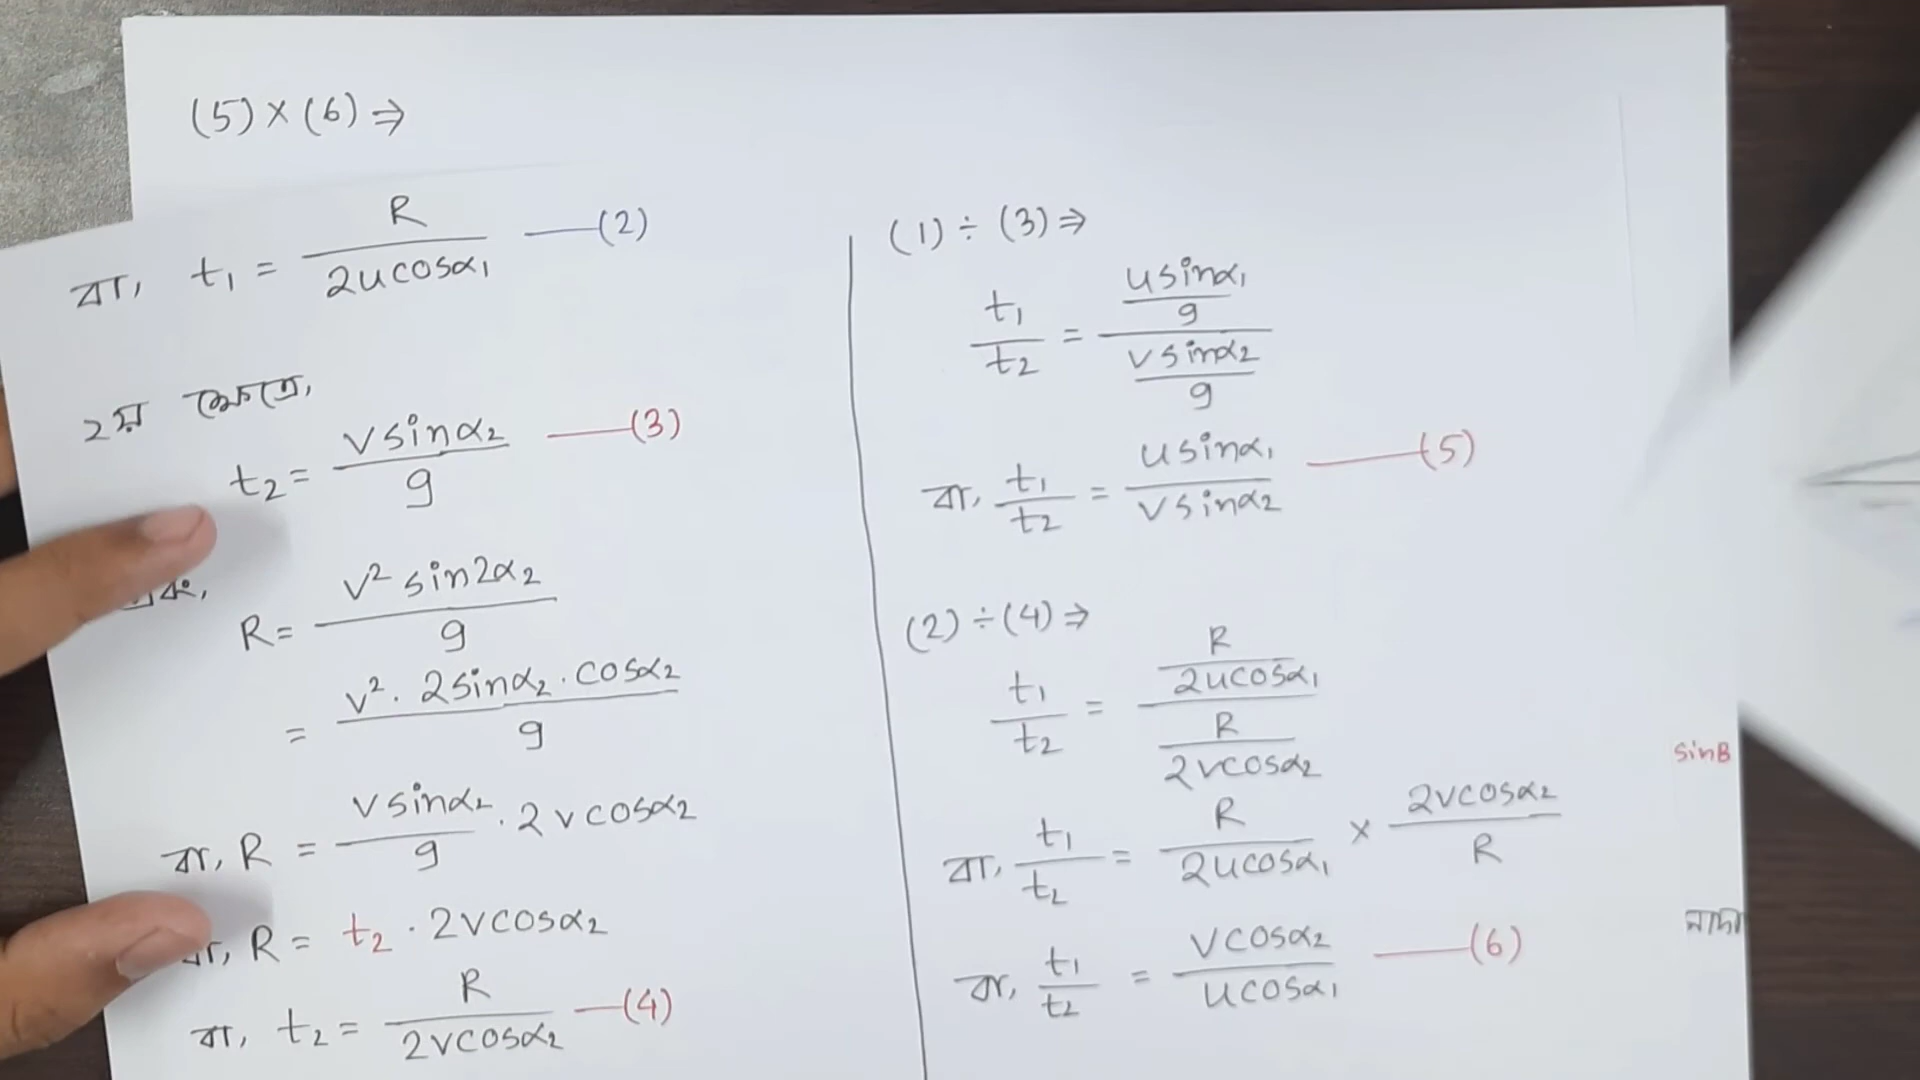 (5) × (6) ⇒
বা, t₁ = R / 2ucosα₁ —(2)
২য় ক্ষেত্রে,
t₂ = vsinα₂ / g —(3)
R = v² sin2α₂ / g
= v² · 2sinα₂ · cosα₂ / g
বা, R = vsinα₂ / g · 2vcosα₂
বা, R = t₂ · 2vcosα₂
বা, t₂ = R / 2vcosα₂ —(4)
(1) ÷ (3) ⇒
t₁ / t₂ = (usinα₁ / g) / (vsinα₂ / g)
বা, t₁ / t₂ = usinα₁ / vsinα₂ —(5)
(2) ÷ (4) ⇒
t₁ / t₂ = (R / 2ucosα₁) / (R / 2vcosα₂)
বা, t₁ / t₂ = R / 2ucosα₁ × 2vcosα₂ / R
বা, t₁ / t₂ = vcosα₂ / ucosα₁ —(6)
sinB